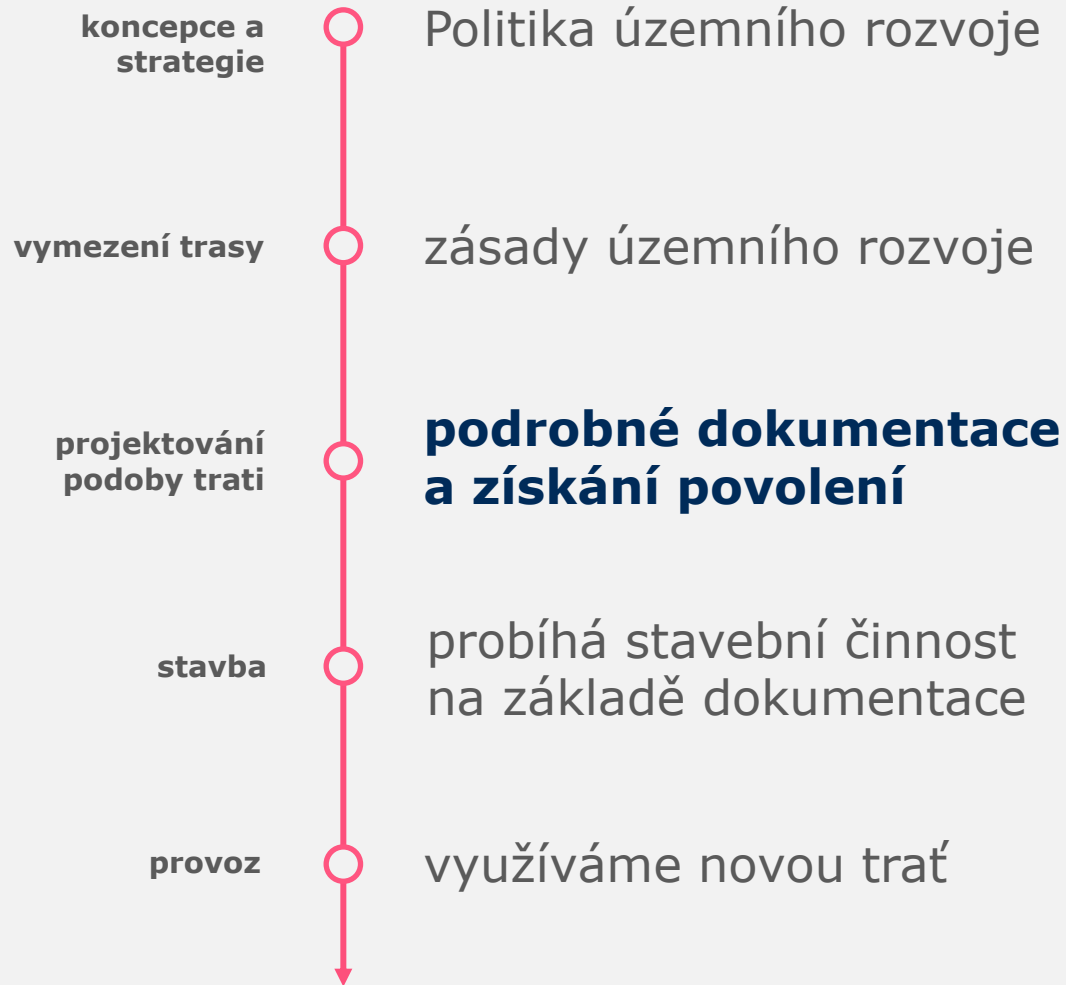 koncepce a
strategie
Politika územního rozvoje
vymezení trasy
zásady územního rozvoje
projektování
podoby trati
podrobné dokumentace
a získání povolení
stavba
probíhá stavební činnost
na základě dokumentace
provoz
využíváme novou trať